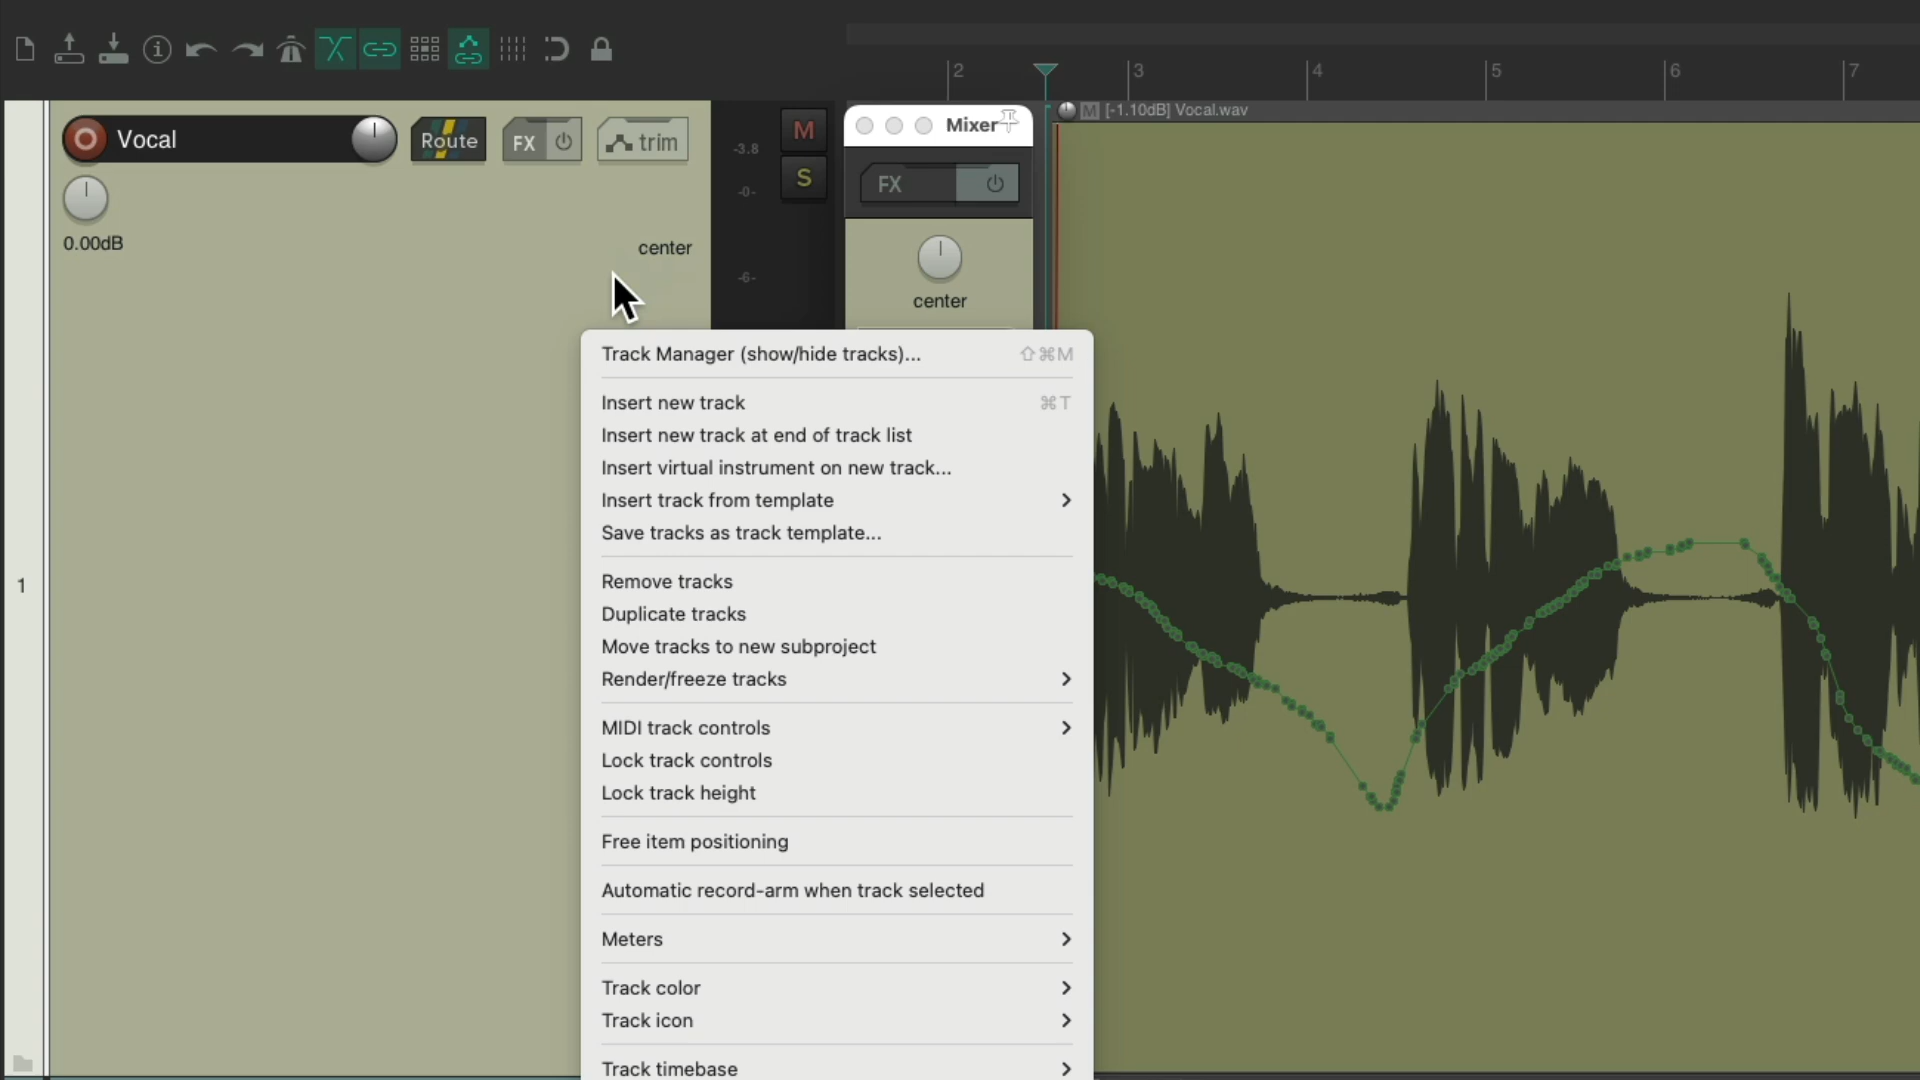 2 3 4 5 6 7
M [-1.10dB] Vocal.wav
Vocal Route FX trim
M
S
-3.8
-0-
-6-
0.00dB
center
1
Mixer
FX
center
Track Manager (show/hide tracks)... ⇧⌘M
Insert new track ⌘T
Insert new track at end of track list
Insert virtual instrument on new track...
Insert track from template
Save tracks as track template...
Remove tracks
Duplicate tracks
Move tracks to new subproject
Render/freeze tracks
MIDI track controls
Lock track controls
Lock track height
Free item positioning
Automatic record-arm when track selected
Meters
Track color
Track icon
Track timebase